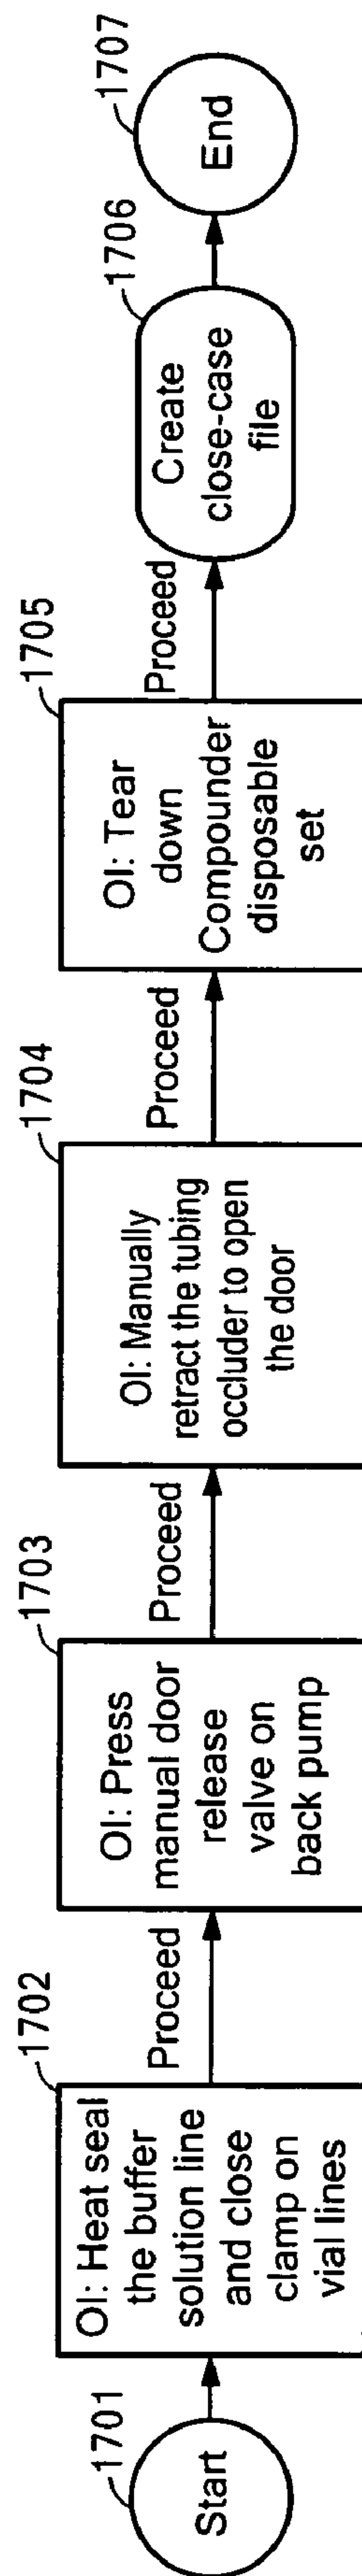 1701
Start
1702
OI: Heat seal
the buffer
solution line
and close
clamp on
vial lines
Proceed
1703
OI: Press
manual door
release
valve on
back pump
Proceed
1704
OI: Manually
retract the tubing
occluder to open
the door
Proceed
1705
OI: Tear
down
Compounder
disposable
set
Proceed
1706
Create
close-case
file
1707
End